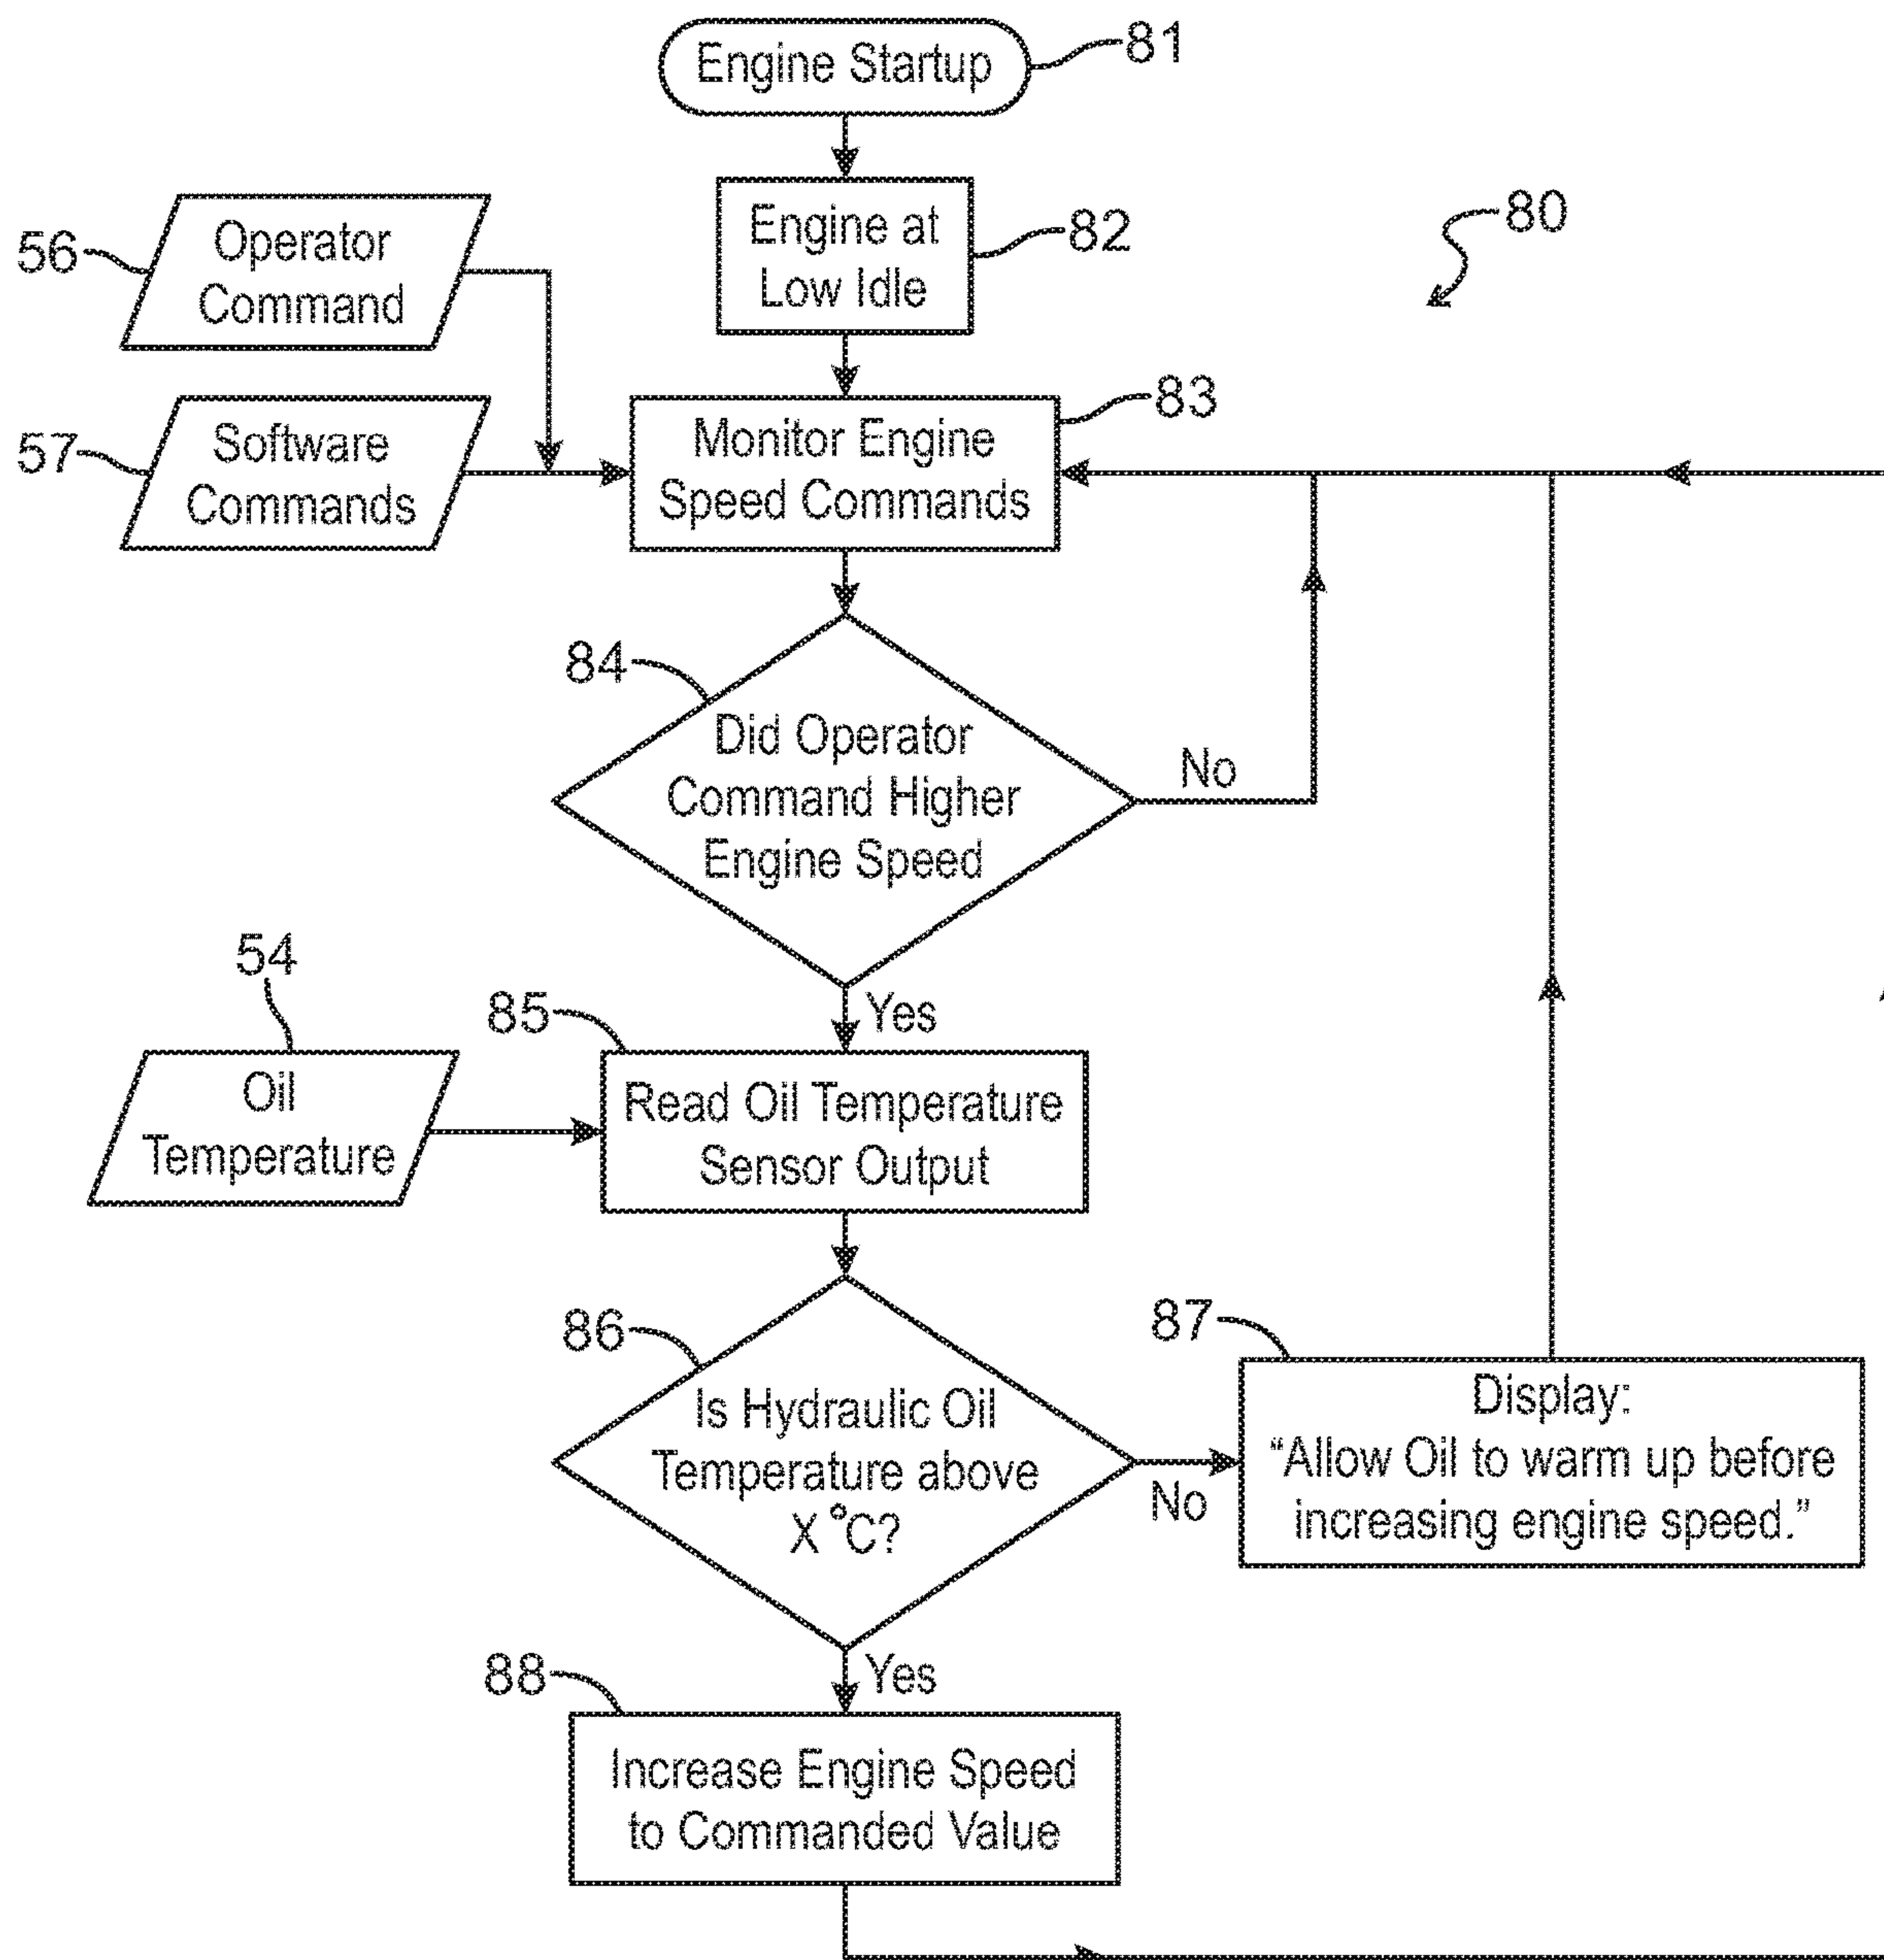 Engine Startup
81
Engine at
Low Idle
82
80
56
Operator
Command
57
Software
Commands
Monitor Engine
Speed Commands
83
84
Did Operator
Command Higher
Engine Speed
No
Yes
54
Oil
Temperature
85
Read Oil Temperature
Sensor Output
86
Is Hydraulic Oil
Temperature above
X °C?
No
87
Display:
“Allow Oil to warm up before
increasing engine speed.”
Yes
88
Increase Engine Speed
to Commanded Value